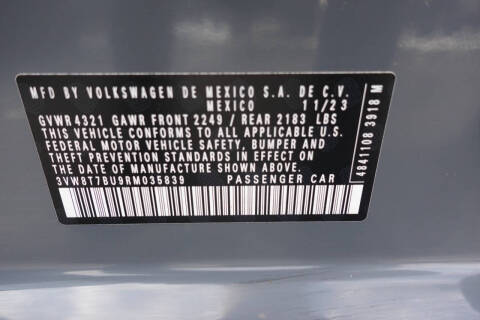 MFD BY VOLKSWAGEN DE MEXICO S.A. DE C.V.
MEXICO 11/23
GVWR 4321 GAWR FRONT 2249 / REAR 2183 LBS
THIS VEHICLE CONFORMS TO ALL APPLICABLE
FEDERAL MOTOR VEHICLE SAFETY, BUMPER AND
THEFT PREVENTION STANDARDS IN EFFECT ON
THE DATE OF MANUFACTURE SHOWN ABOVE.
3VW8T7BU9RM035839 PASSENGER CAR
4841108 3918 M